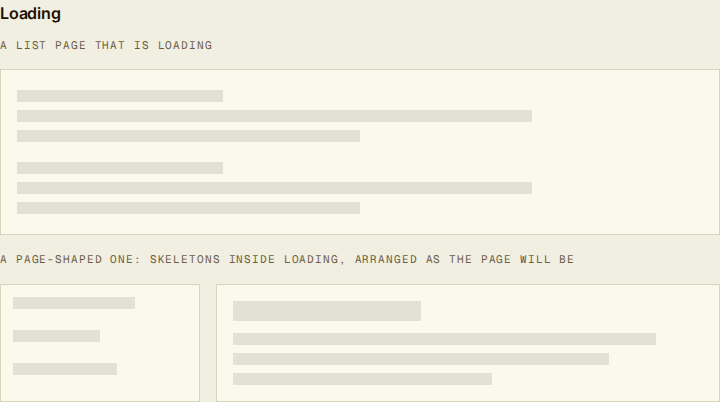 Loading
A LIST PAGE THAT IS LOADING
A PAGE-SHAPED ONE: SKELETONS INSIDE LOADING, ARRANGED AS THE PAGE WILL BE